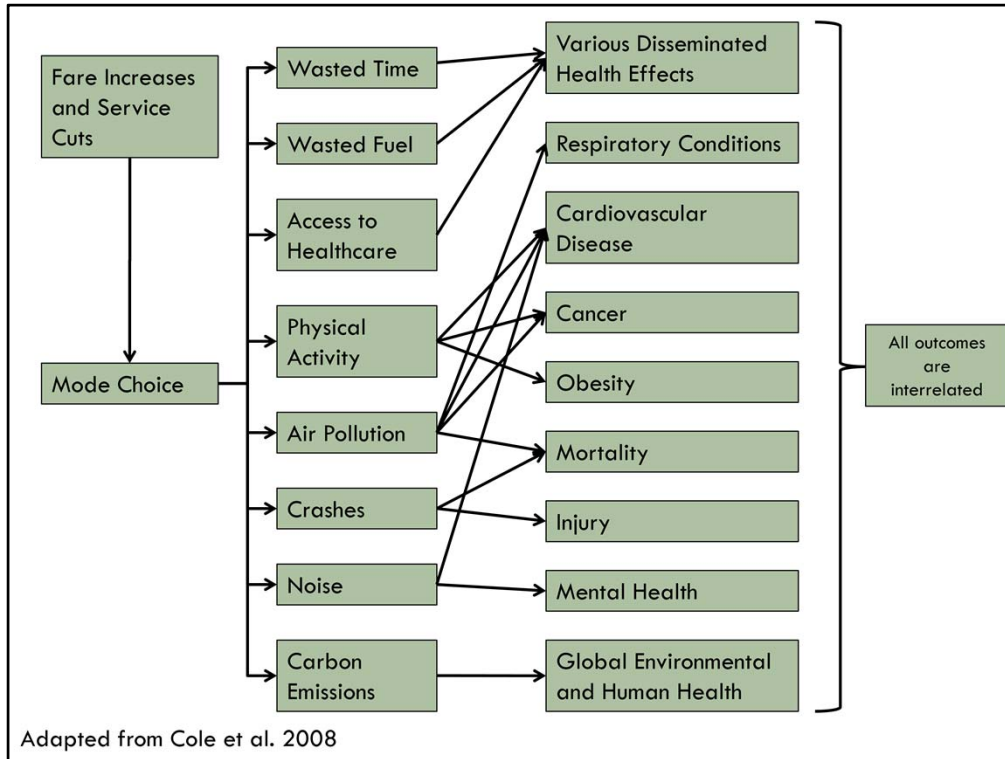 Fare Increases
and Service
Cuts
Mode Choice
Wasted Time
Wasted Fuel
Access to
Healthcare
Physical
Activity
Air Pollution
Crashes
Noise
Carbon
Emissions
Various Disseminated
Health Effects
Respiratory Conditions
Cardiovascular
Disease
Cancer
Obesity
Mortality
Injury
Mental Health
Global Environmental
and Human Health
All outcomes
are
interrelated
Adapted from Cole et al. 2008